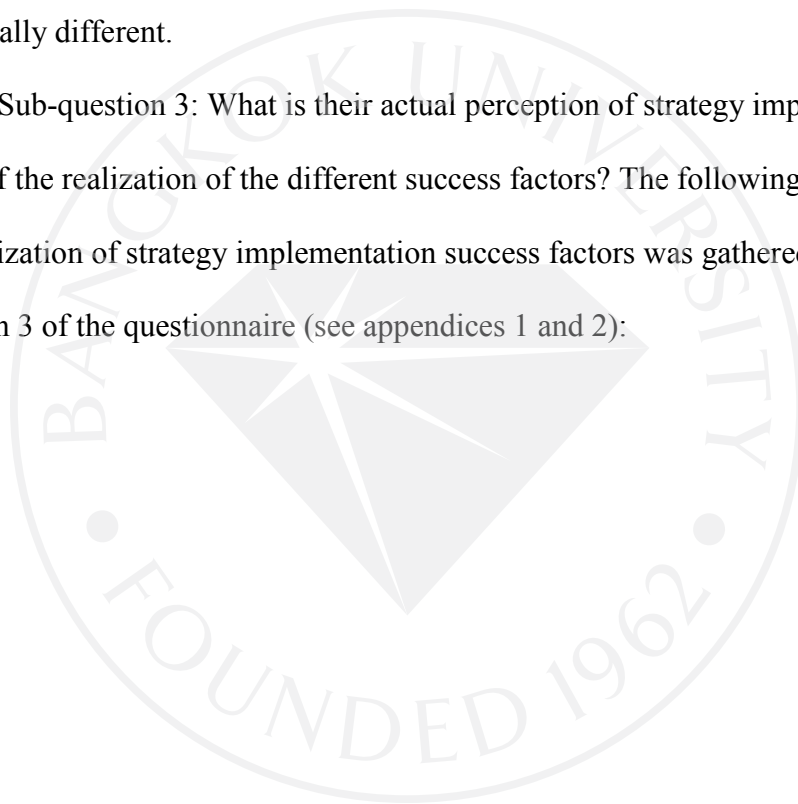 ally different.
Sub-question 3: What is their actual perception of strategy imp
f the realization of the different success factors? The following
ization of strategy implementation success factors was gathered
n 3 of the questionnaire (see appendices 1 and 2):
BANGKOK UNIVERSITY
FOUNDED 1962